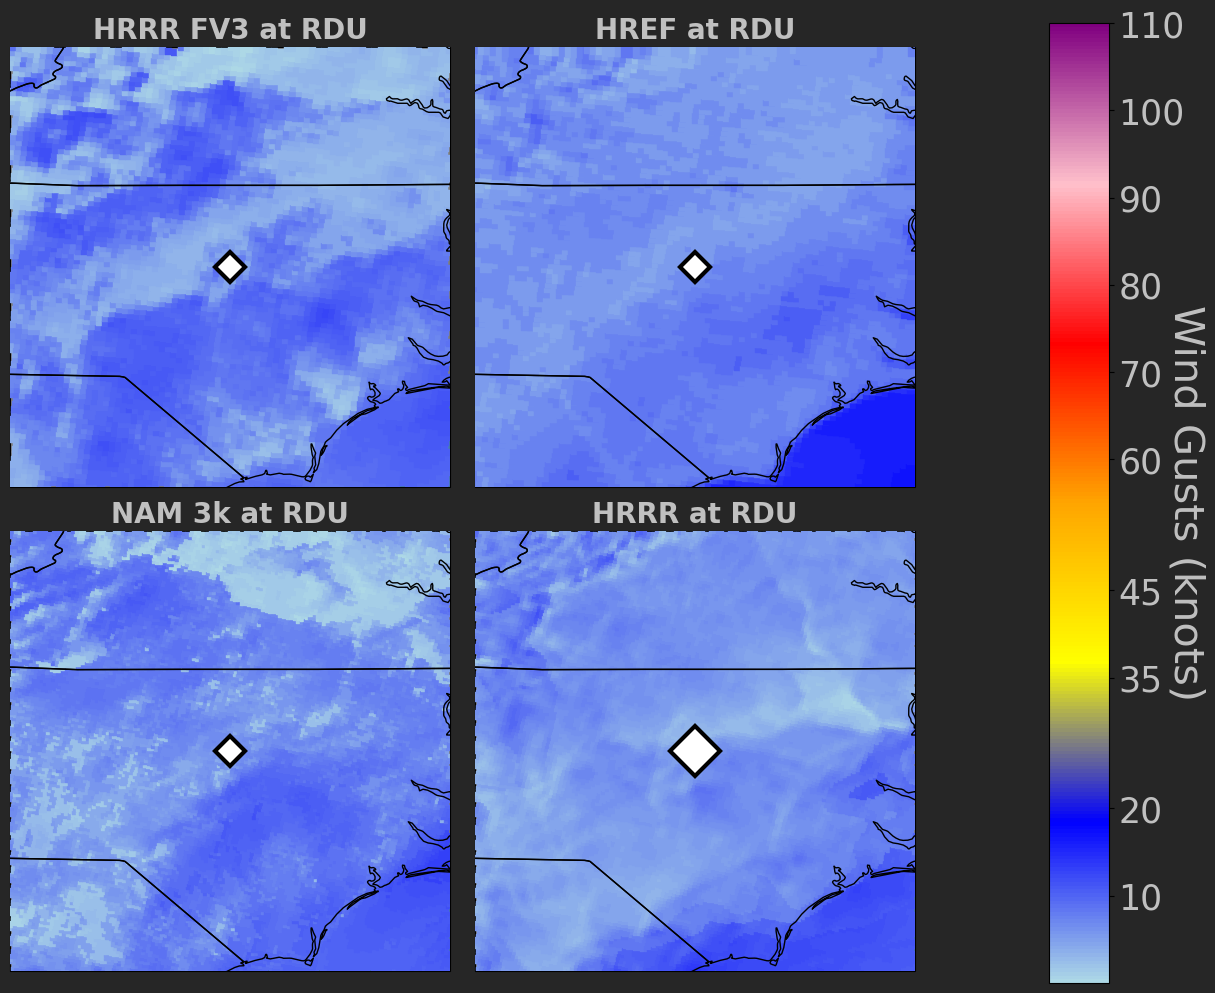 HRRR FV3 at RDU
HREF at RDU
NAM 3k at RDU
HRRR at RDU
110
100
90
80
70
60
45
35
20
10
Wind Gusts (knots)